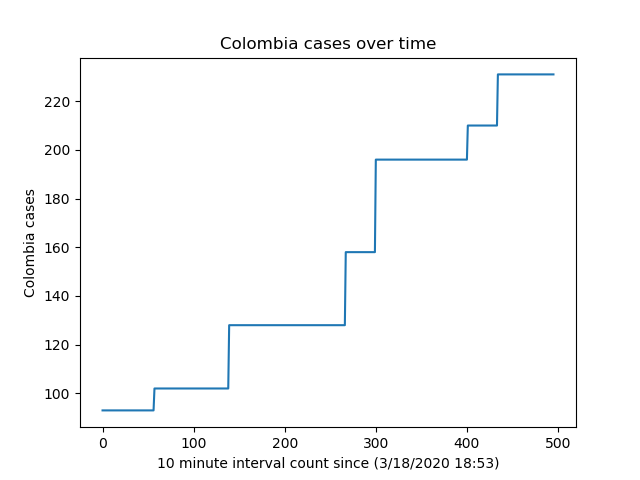 Colombia cases over time
Colombia cases
220
200
180
160
140
120
100
0 100 200 300 400 500
10 minute interval count since (3/18/2020 18:53)